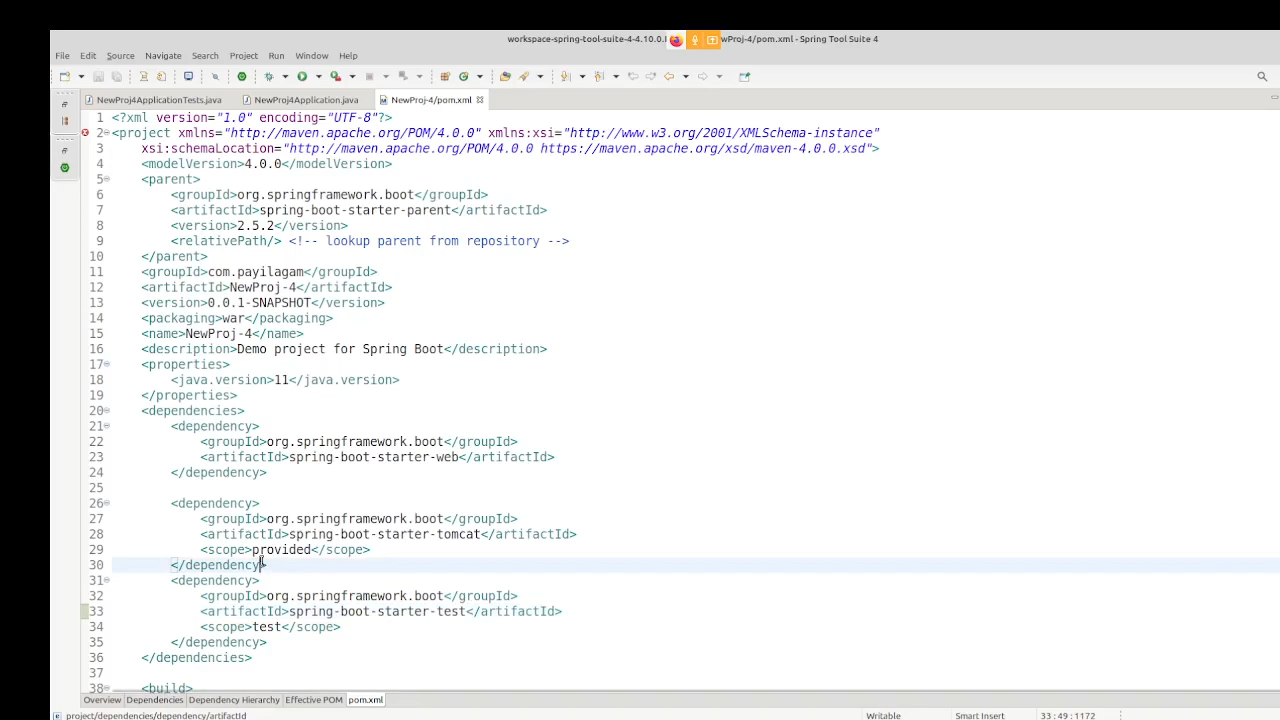 workspace-spring-tool-suite-4-4.10.0. wProj-4/pom.xml - Spring Tool Suite 4
File Edit Source Navigate Search Project Run Window Help
NewProj4ApplicationTests.java NewProj4Application.java NewProj-4/pom.xml
1 <?xml version="1.0" encoding="UTF-8"?>
2 <project xmlns="http://maven.apache.org/POM/4.0.0" xmlns:xsi="http://www.w3.org/2001/XMLSchema-instance"
3 xsi:schemaLocation="http://maven.apache.org/POM/4.0.0 https://maven.apache.org/xsd/maven-4.0.0.xsd">
4 <modelVersion>4.0.0</modelVersion>
5 <parent>
6 <groupId>org.springframework.boot</groupId>
7 <artifactId>spring-boot-starter-parent</artifactId>
8 <version>2.5.2</version>
9 <relativePath/> <!-- lookup parent from repository -->
10 </parent>
11 <groupId>com.payilagam</groupId>
12 <artifactId>NewProj-4</artifactId>
13 <version>0.0.1-SNAPSHOT</version>
14 <packaging>war</packaging>
15 <name>NewProj-4</name>
16 <description>Demo project for Spring Boot</description>
17 <properties>
18 <java.version>11</java.version>
19 </properties>
20 <dependencies>
21 <dependency>
22 <groupId>org.springframework.boot</groupId>
23 <artifactId>spring-boot-starter-web</artifactId>
24 </dependency>
25
26 <dependency>
27 <groupId>org.springframework.boot</groupId>
28 <artifactId>spring-boot-starter-tomcat</artifactId>
29 <scope>provided</scope>
30 </dependency>
31 <dependency>
32 <groupId>org.springframework.boot</groupId>
33 <artifactId>spring-boot-starter-test</artifactId>
34 <scope>test</scope>
35 </dependency>
36 </dependencies>
37
38 <build>
Overview Dependencies Dependency Hierarchy Effective POM pom.xml
project/dependencies/dependency/artifactId Writable Smart Insert 33 : 49 : 1172